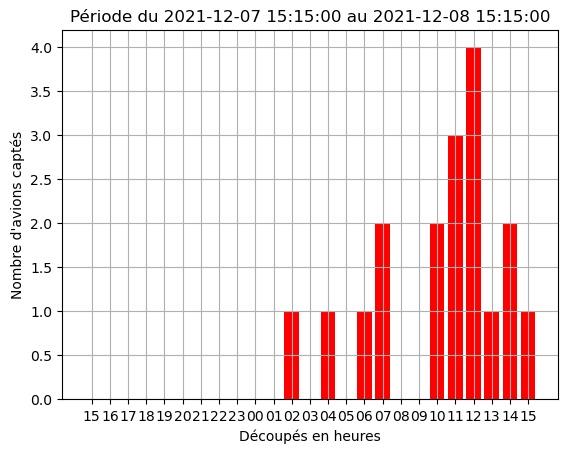 Période du 2021-12-07 15:15:00 au 2021-12-08 15:15:00
Nombre d'avions captés
4.0
3.5
3.0
2.5
2.0
1.5
1.0
0.5
0.0
15 16 17 18 19 20 21 22 23 00 01 02 03 04 05 06 07 08 09 10 11 12 13 14 15
Découpés en heures